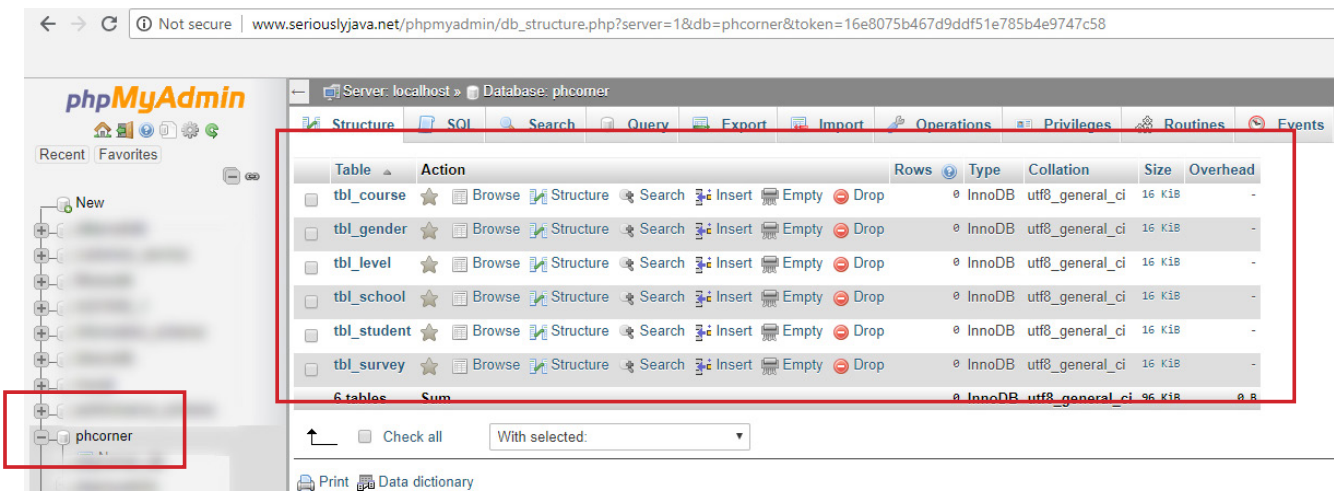 Not secure | www.seriouslyjava.net/phpmyadmin/db_structure.php?server=1&db=phcorner&token=16e8075b467d9ddf51e785b4e9747c58
phpMyAdmin
Recent Favorites
New
phcorner
Server: localhost » Database: phcorner
Structure SQL Search Query Export Import Operations Privileges Routines Events
Table Action Rows Type Collation Size Overhead
tbl_course Browse Structure Search Insert Empty Drop 0 InnoDB utf8_general_ci 16 KiB -
tbl_gender Browse Structure Search Insert Empty Drop 0 InnoDB utf8_general_ci 16 KiB -
tbl_level Browse Structure Search Insert Empty Drop 0 InnoDB utf8_general_ci 16 KiB -
tbl_school Browse Structure Search Insert Empty Drop 0 InnoDB utf8_general_ci 16 KiB -
tbl_student Browse Structure Search Insert Empty Drop 0 InnoDB utf8_general_ci 16 KiB -
tbl_survey Browse Structure Search Insert Empty Drop 0 InnoDB utf8_general_ci 16 KiB -
6 tables Sum 0 InnoDB utf8_general_ci 96 KiB 0 B
Check all With selected:
Print Data dictionary